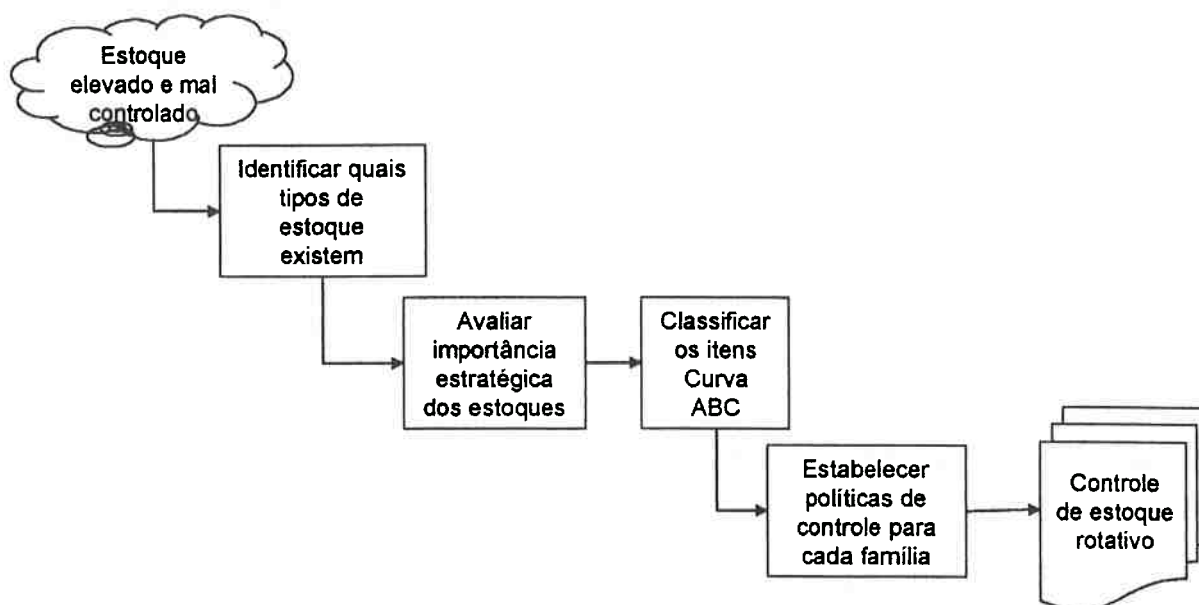 Estoque
elevado e mal
controlado
Identificar quais
tipos de
estoque
existem
Avaliar
importância
estratégica
dos estoques
Classificar
os itens
Curva
ABC
Estabelecer
políticas de
controle para
cada família
Controle
de estoque
rotativo